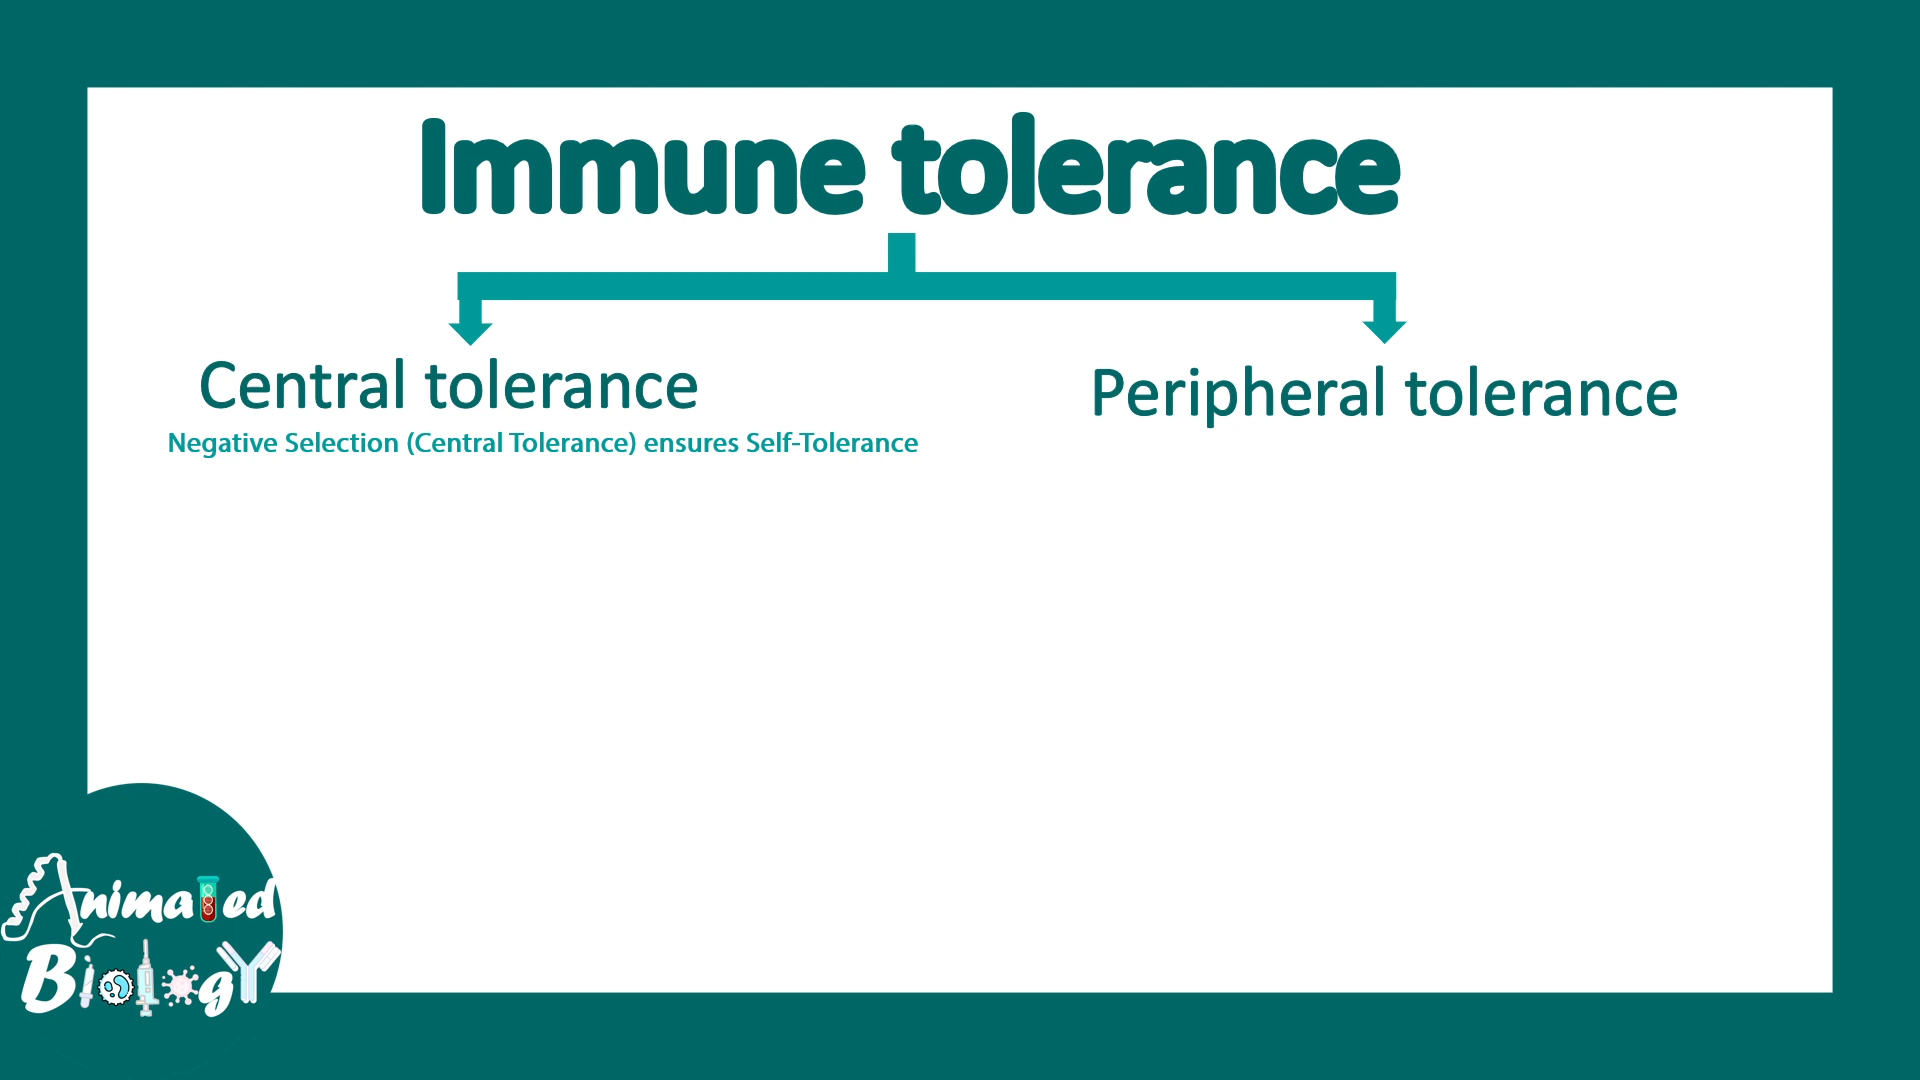 Immune tolerance
Central tolerance
Peripheral tolerance
Negative Selection (Central Tolerance) ensures Self-Tolerance
Animated
Biology